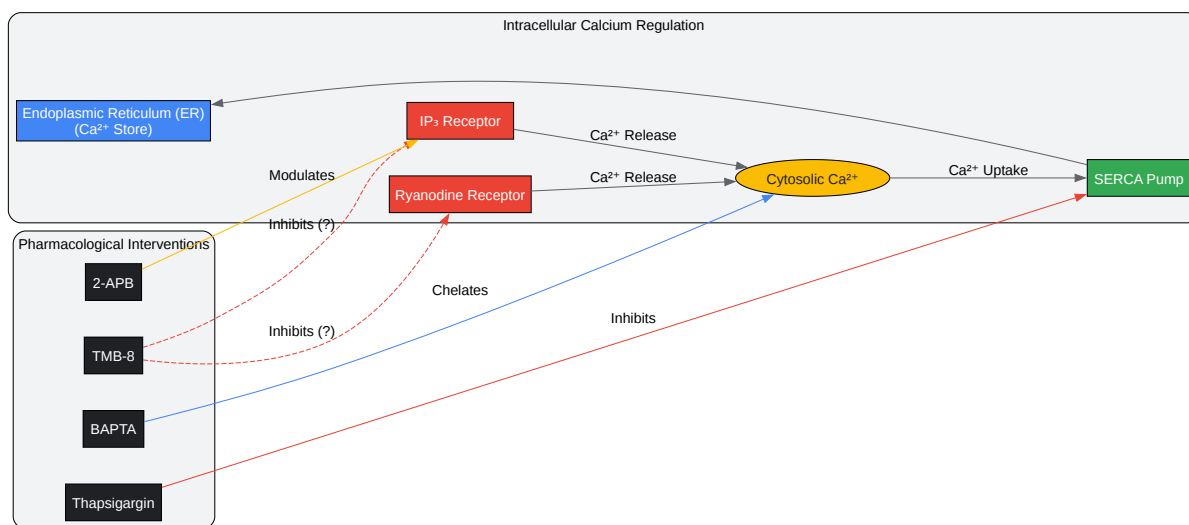 Intracellular Calcium Regulation
Endoplasmic Reticulum (ER)
(Ca²⁺ Store)
IP₃ Receptor
Ca²⁺ Release
Ryanodine Receptor
Ca²⁺ Release
Cytosolic Ca²⁺
Ca²⁺ Uptake
SERCA Pump
Modulates
Inhibits (?)
Pharmacological Interventions
2-APB
Chelates
Inhibits
Inhibits (?)
TMB-8
BAPTA
Thapsigargin